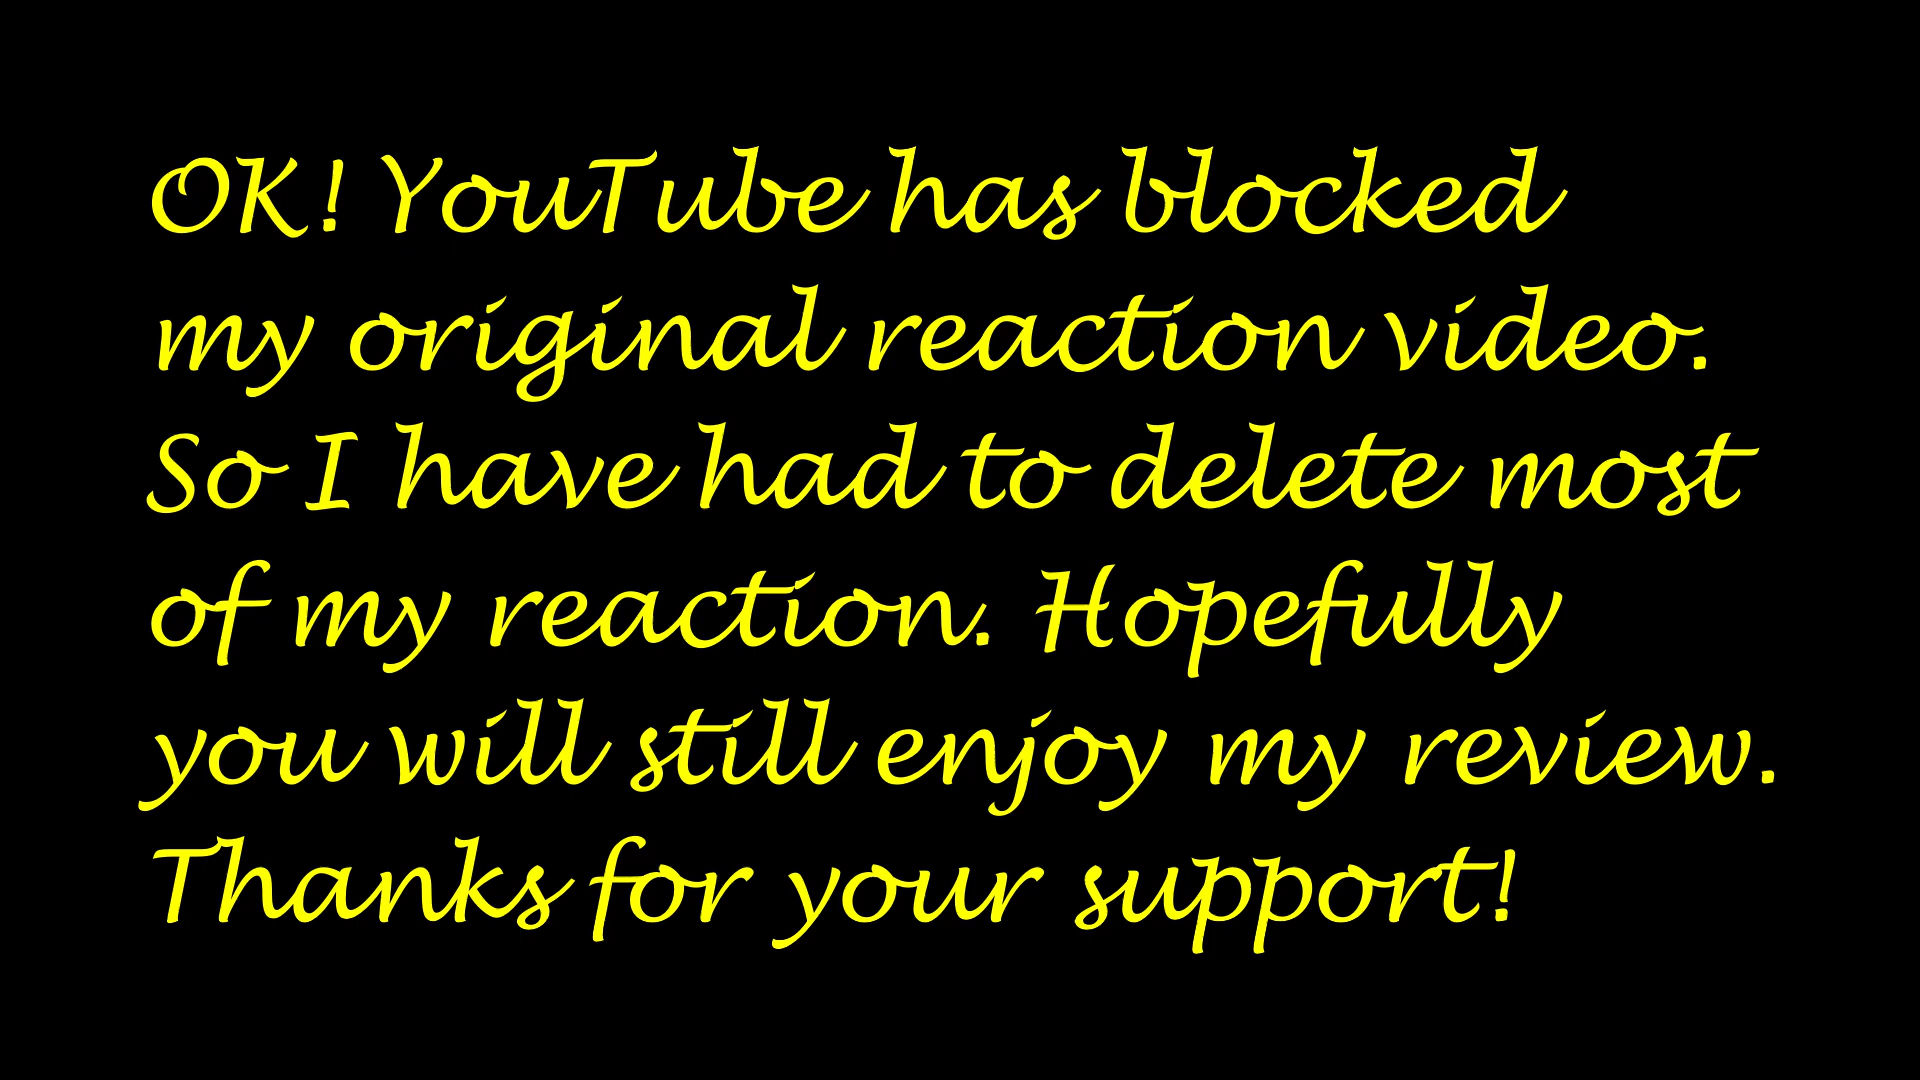 OK! YouTube has blocked
my original reaction video.
So I have had to delete most
of my reaction. Hopefully
you will still enjoy my review.
Thanks for your support!